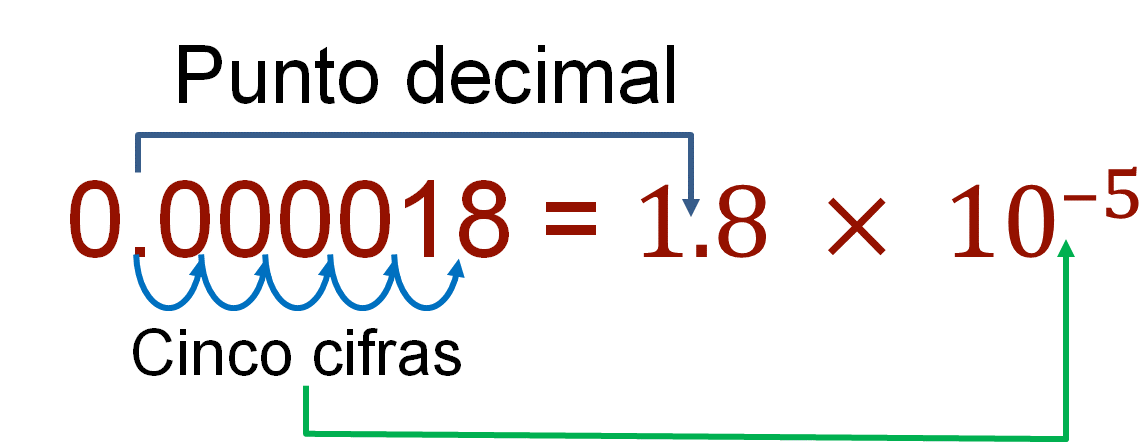 Punto decimal
0.000018 = 1.8 × 10⁻⁵
Cinco cifras